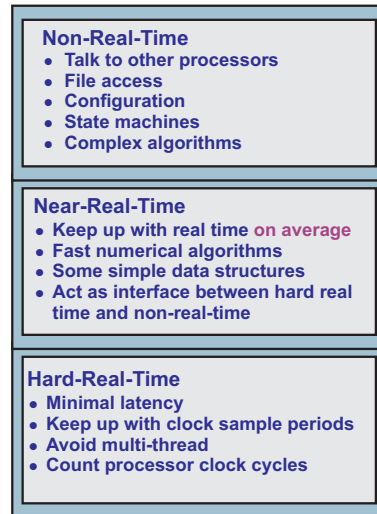 Non-Real-Time
• Talk to other processors
• File access
• Configuration
• State machines
• Complex algorithms
Near-Real-Time
• Keep up with real time on average
• Fast numerical algorithms
• Some simple data structures
• Act as interface between hard real
time and non-real-time
Hard-Real-Time
• Minimal latency
• Keep up with clock sample periods
• Avoid multi-thread
• Count processor clock cycles